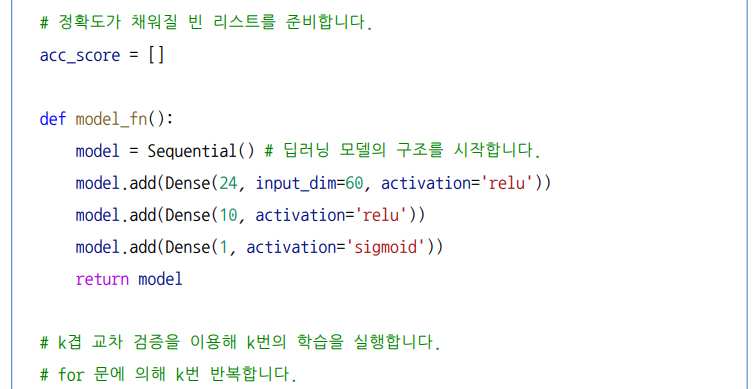 # 정확도가 채워질 빈 리스트를 준비합니다.
acc_score = []
def model_fn():
model = Sequential() # 딥러닝 모델의 구조를 시작합니다.
model.add(Dense(24, input_dim=60, activation='relu'))
model.add(Dense(10, activation='relu'))
model.add(Dense(1, activation='sigmoid'))
return model
# k겹 교차 검증을 이용해 k번의 학습을 실행합니다.
# for 문에 의해 k번 반복합니다.